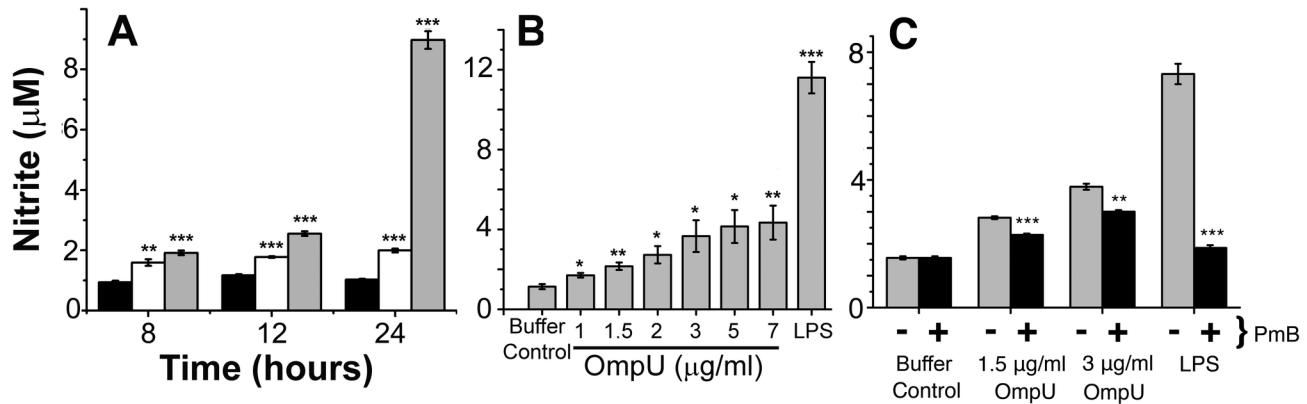 A
Nitrite (μM)
8
6
4
2
0
** *** *** *** *** ***
8 12 24
Time (hours)
B
12
8
4
0
* ** * * * ** ***
Buffer Control 1 1.5 2 3 5 7 LPS
OmpU (μg/ml)
C
8
4
0
*** ** ***
- + - + - + - + } PmB
Buffer 1.5 μg/ml 3 μg/ml LPS
Control OmpU OmpU